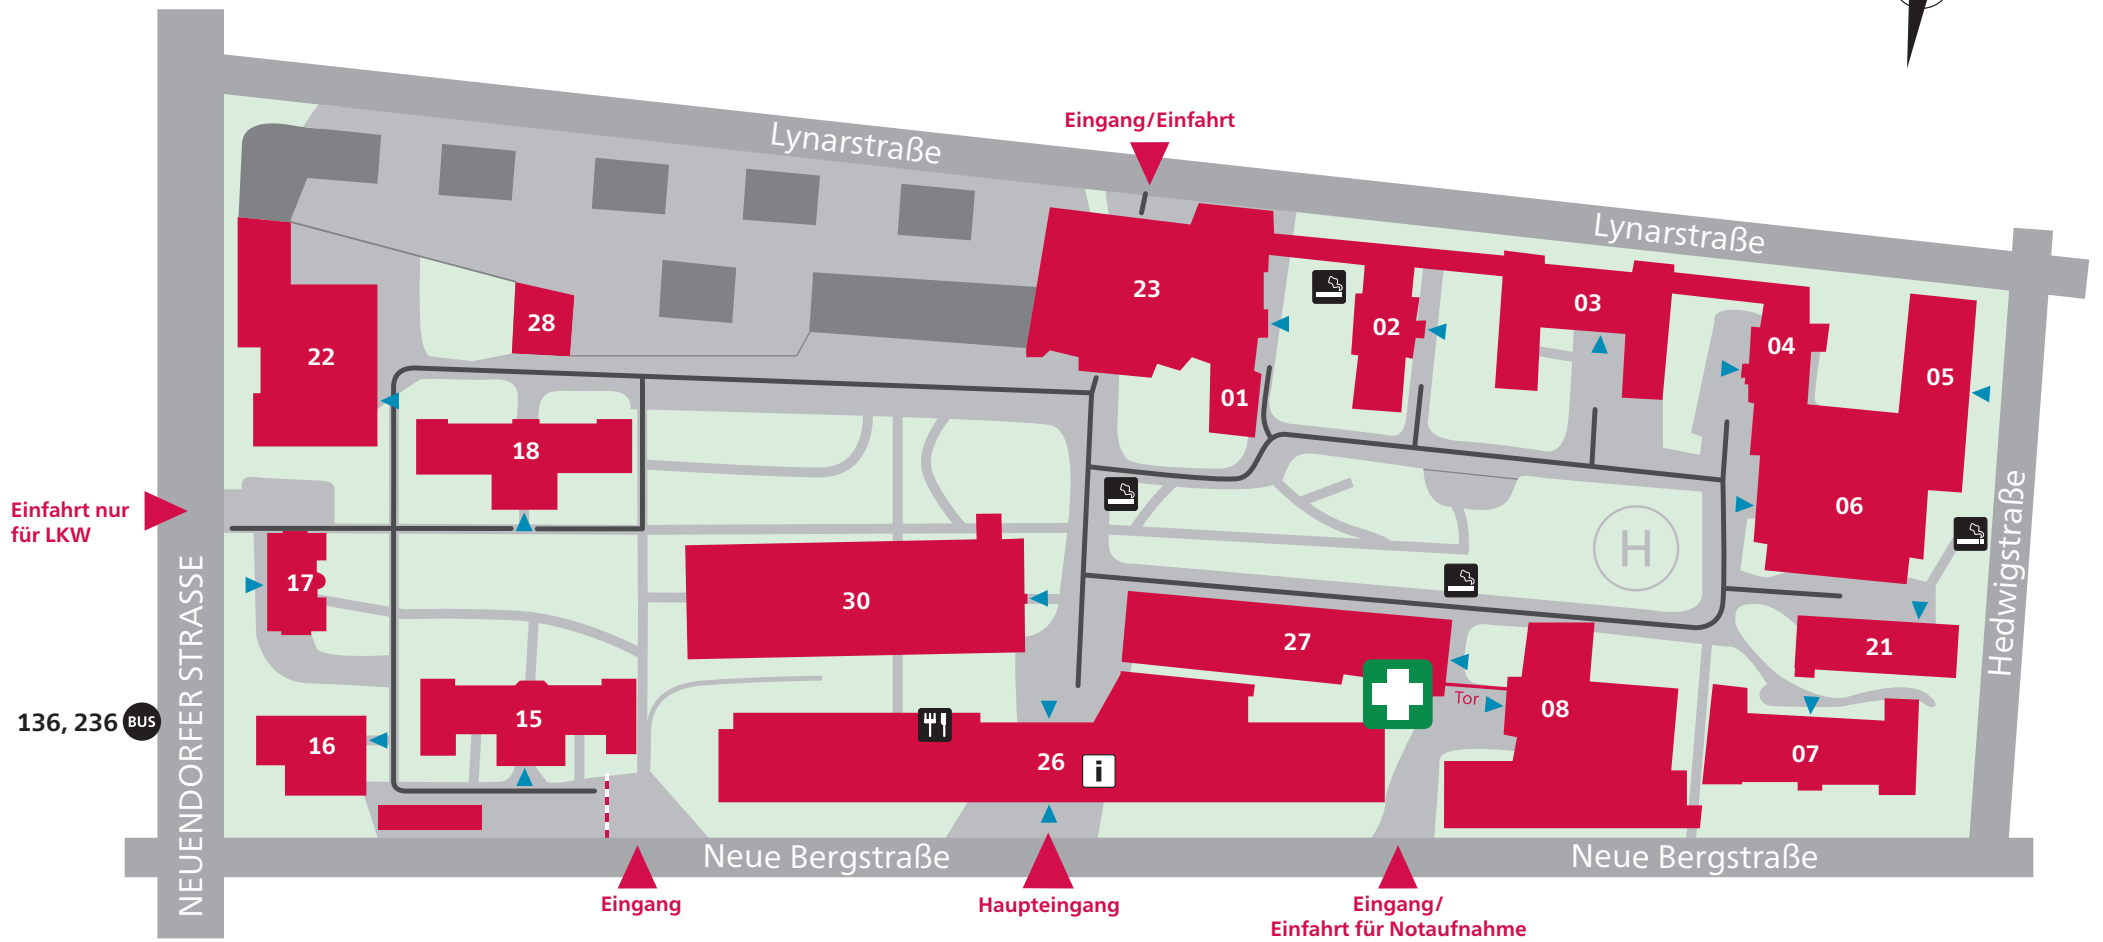 Eingang/Einfahrt
Lynarstraße
Lynarstraße
23
03
02
28
04
22
05
01
18
Einfahrt nur
für LKW
06
H
17
30
27
21
Hedwigstraße
NEUENDORFER STRASSE
Tor
08
15
136, 236 BUS
16
07
26
i
Neue Bergstraße
Neue Bergstraße
Eingang
Haupteingang
Eingang/
Einfahrt für Notaufnahme